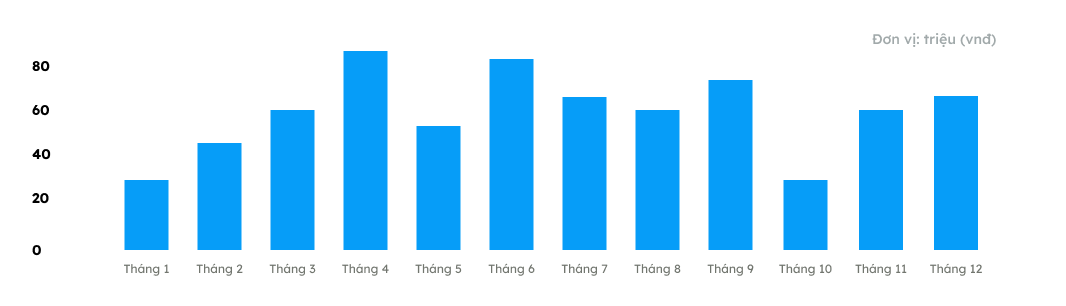 Đơn vị: triệu (vnđ)
80
60
40
20
0
Tháng 1 Tháng 2 Tháng 3 Tháng 4 Tháng 5 Tháng 6 Tháng 7 Tháng 8 Tháng 9 Tháng 10 Tháng 11 Tháng 12